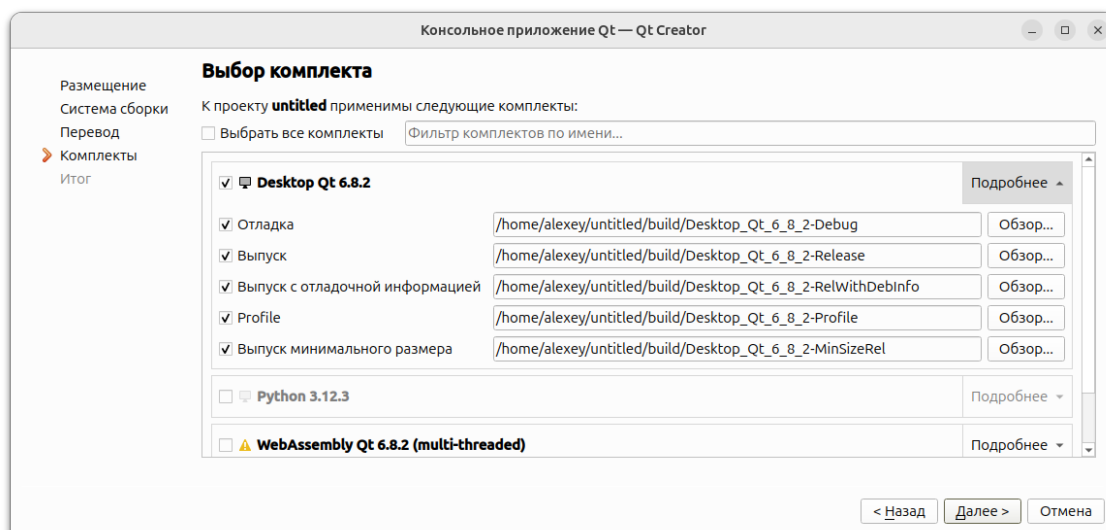 Консольное приложение Qt — Qt Creator
Размещение
Система сборки
Перевод
Комплекты
Итог
Выбор комплекта
К проекту untitled применимы следующие комплекты:
Выбрать все комплекты Фильтр комплектов по имени...
Desktop Qt 6.8.2 Подробнее
Отладка /home/alexey/untitled/build/Desktop_Qt_6_8_2-Debug Обзор...
Выпуск /home/alexey/untitled/build/Desktop_Qt_6_8_2-Release Обзор...
Выпуск с отладочной информацией /home/alexey/untitled/build/Desktop_Qt_6_8_2-RelWithDebInfo Обзор...
Profile /home/alexey/untitled/build/Desktop_Qt_6_8_2-Profile Обзор...
Выпуск минимального размера /home/alexey/untitled/build/Desktop_Qt_6_8_2-MinSizeRel Обзор...
Python 3.12.3 Подробнее
WebAssembly Qt 6.8.2 (multi-threaded) Подробнее
< Назад Далее > Отмена